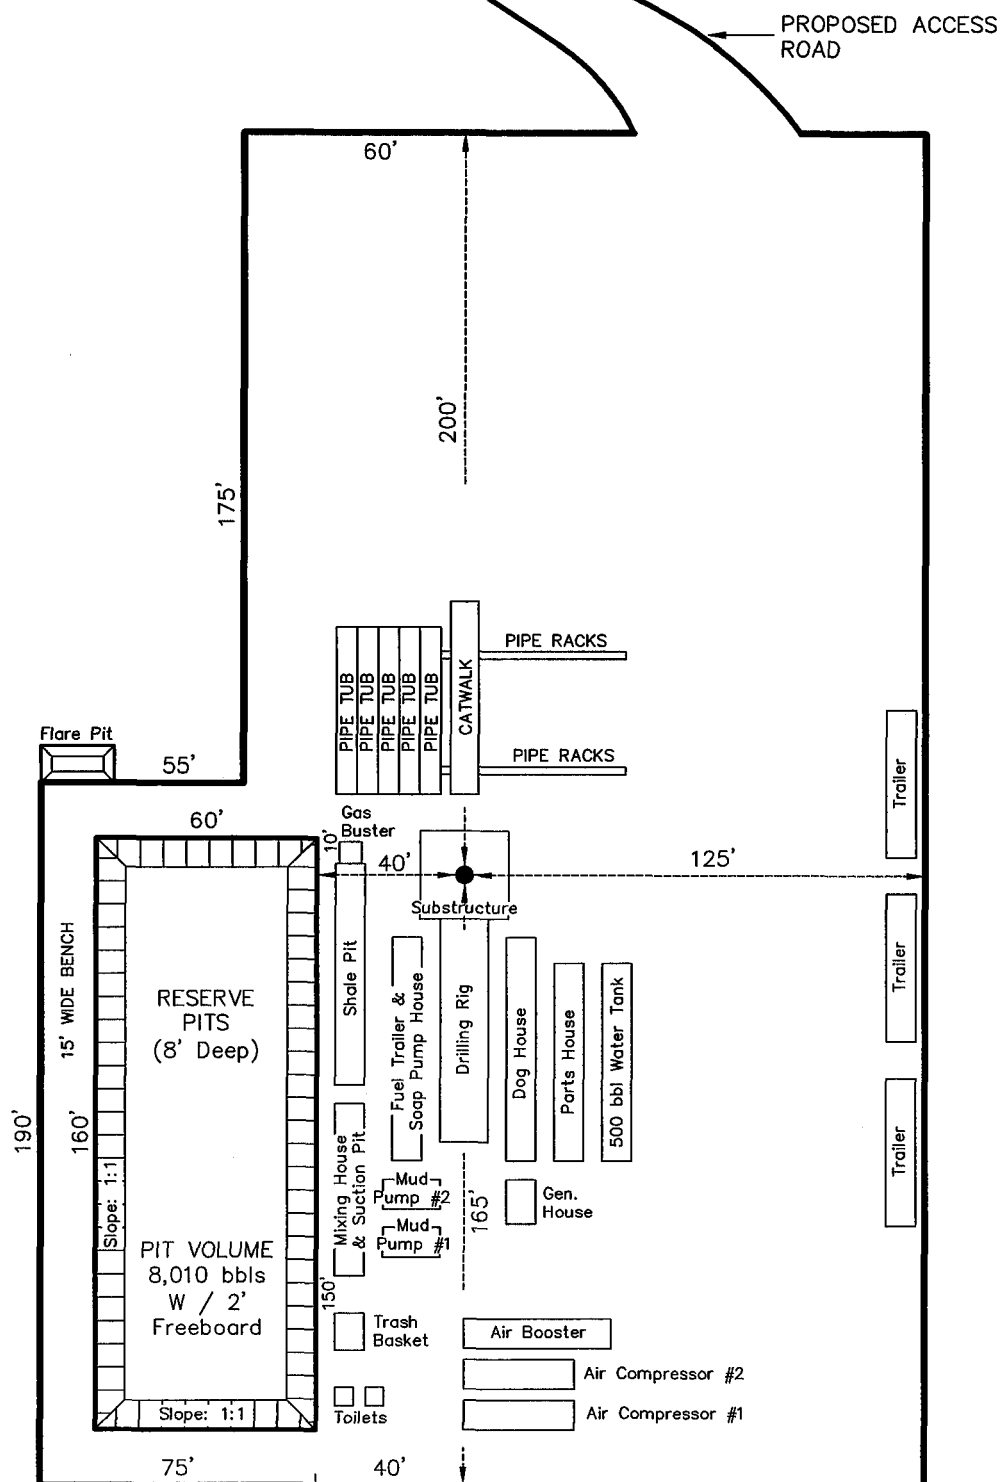 PROPOSED ACCESS
ROAD
60'
200'
175'
PIPE RACKS
PIPE TUB
PIPE TUB
PIPE TUB
PIPE TUB
PIPE TUB
CATWALK
PIPE RACKS
Flare Pit
55'
Trailer
60'
Gas
Buster
10'
40'
125'
Substructure
15' WIDE BENCH
RESERVE
PITS
(8' Deep)
Shale Pit
Fuel Trailer &
Soap Pump House
Drilling Rig
Dog House
Parts House
500 bbl Water Tank
Trailer
190'
160'
Slope: 1:1
Mixing House
& Suction Pit
Mud
Pump #2
Mud
Pump #1
165'
Gen.
House
Trailer
PIT VOLUME
8,010 bbls
W / 2'
Freeboard
150'
Trash
Basket
Air Booster
Air Compressor #2
Slope: 1:1
Toilets
Air Compressor #1
75'
40'